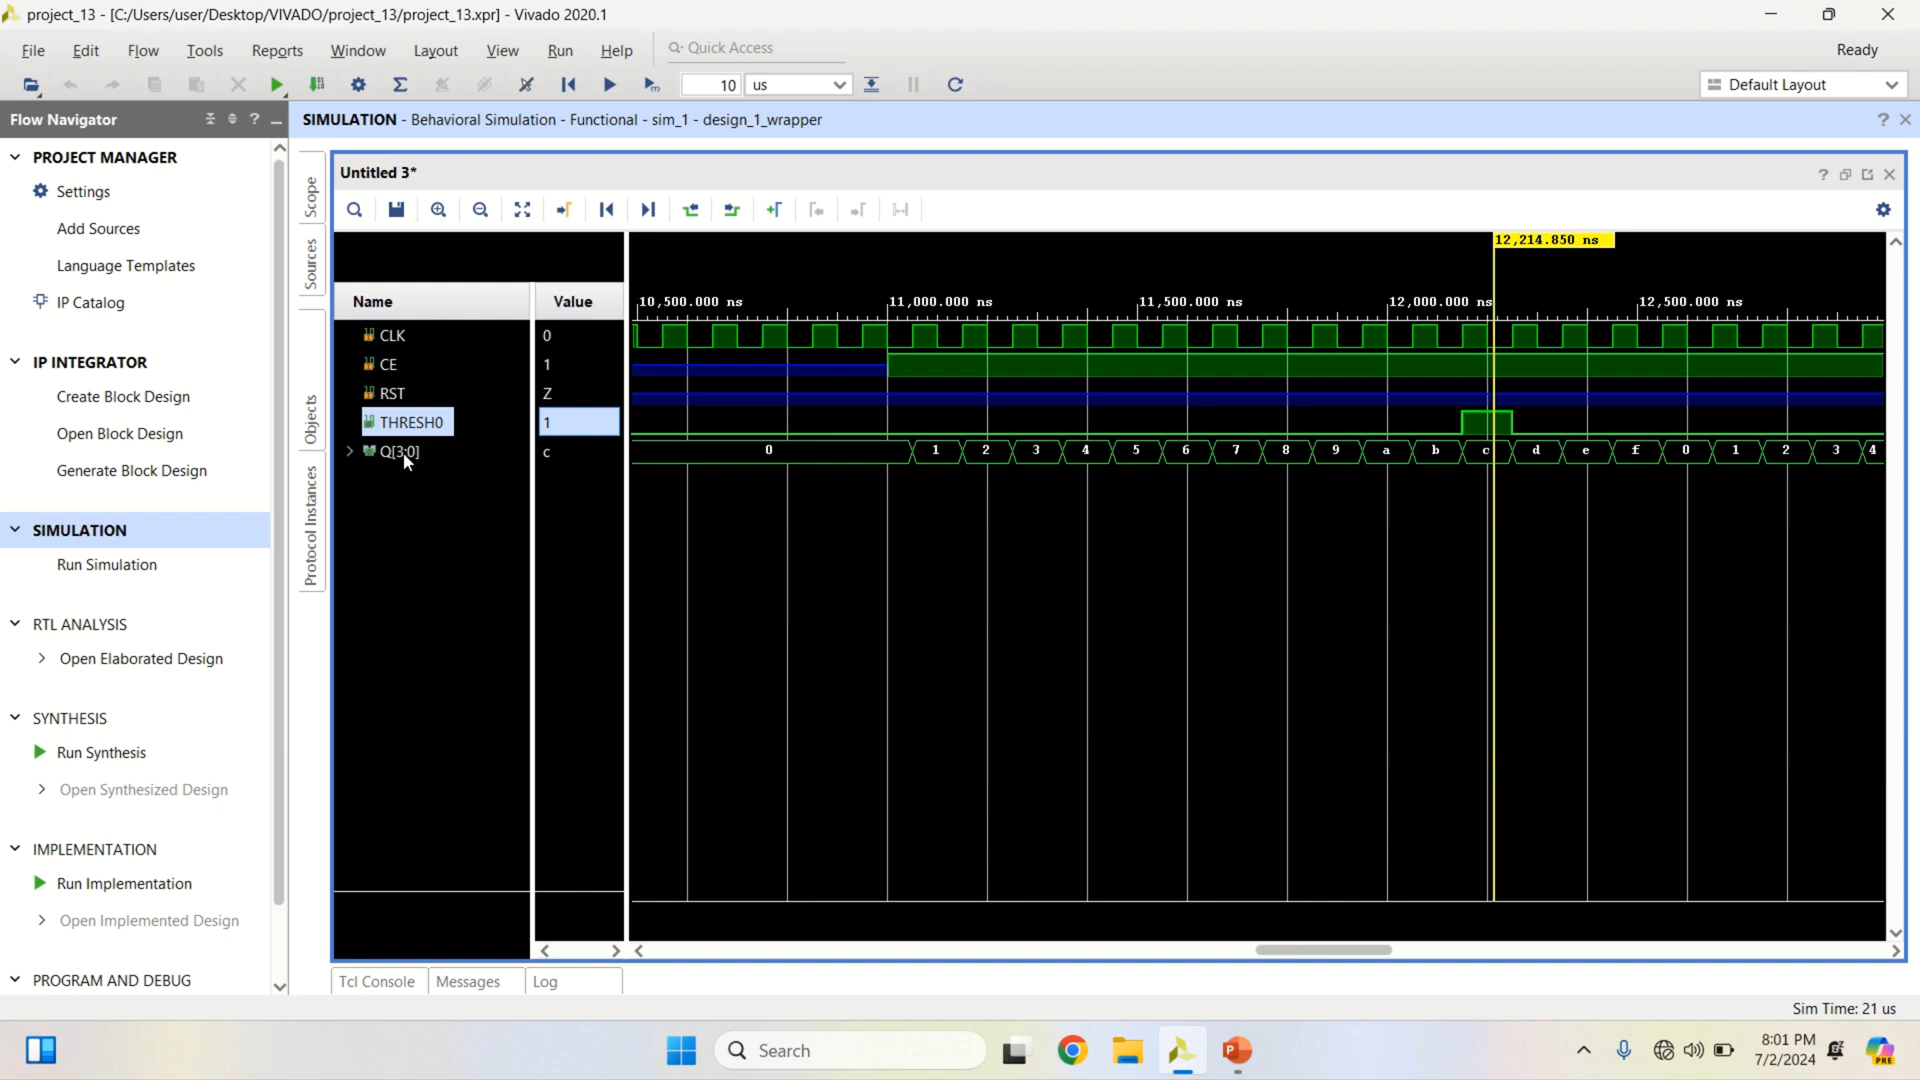 project_13 - [C:/Users/user/Desktop/VIVADO/project_13/project_13.xpr] - Vivado 2020.1
File Edit Flow Tools Reports Window Layout View Run Help Quick Access Ready
10 us Default Layout
Flow Navigator
SIMULATION - Behavioral Simulation - Functional - sim_1 - design_1_wrapper
PROJECT MANAGER
Settings
Add Sources
Language Templates
IP Catalog
IP INTEGRATOR
Create Block Design
Open Block Design
Generate Block Design
SIMULATION
Run Simulation
RTL ANALYSIS
Open Elaborated Design
SYNTHESIS
Run Synthesis
Open Synthesized Design
IMPLEMENTATION
Run Implementation
Open Implemented Design
PROGRAM AND DEBUG
Scope
Sources
Objects
Protocol Instances
Untitled 3*
12,214.850 ns
Name Value
10,500.000 ns 11,000.000 ns 11,500.000 ns 12,000.000 ns 12,500.000 ns
CLK 0
CE 1
RST Z
THRESH0 1
Q[3:0] c 0 1 2 3 4 5 6 7 8 9 a b c d e f 0 1 2 3 4
Tcl Console Messages Log
Sim Time: 21 us
Search
8:01 PM
7/2/2024
PRE